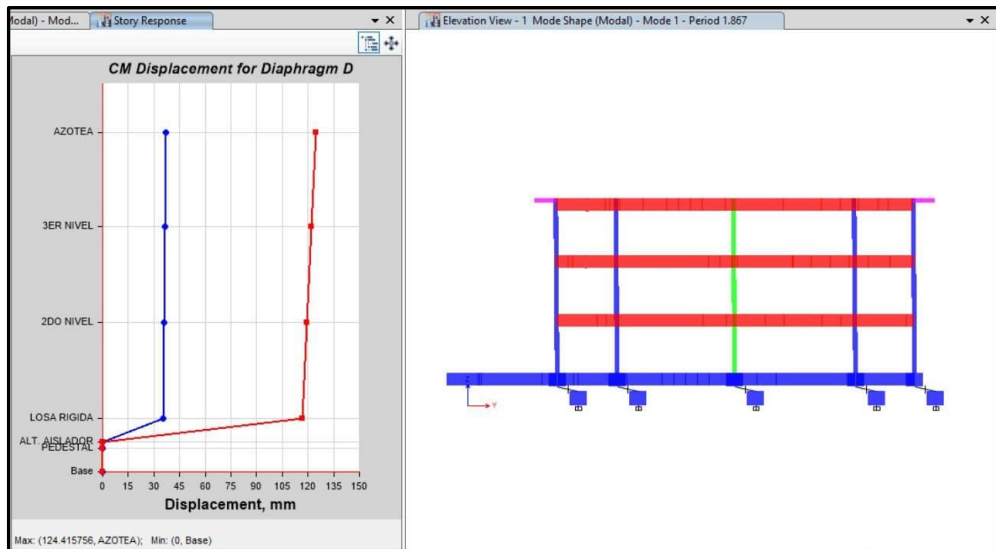 Modal) - Mod...
Story Response
Elevation View - 1 Mode Shape (Modal) - Mode 1 - Period 1.867
CM Displacement for Diaphragm D
AZOTEA
3ER NIVEL
2DO NIVEL
LOSA RIGIDA
ALT. AISLADOR
PEDESTAL
Base
0 15 30 45 60 75 90 105 120 135 150
Displacement, mm
Max: (124.415756, AZOTEA); Min: (0, Base)
Z
Y